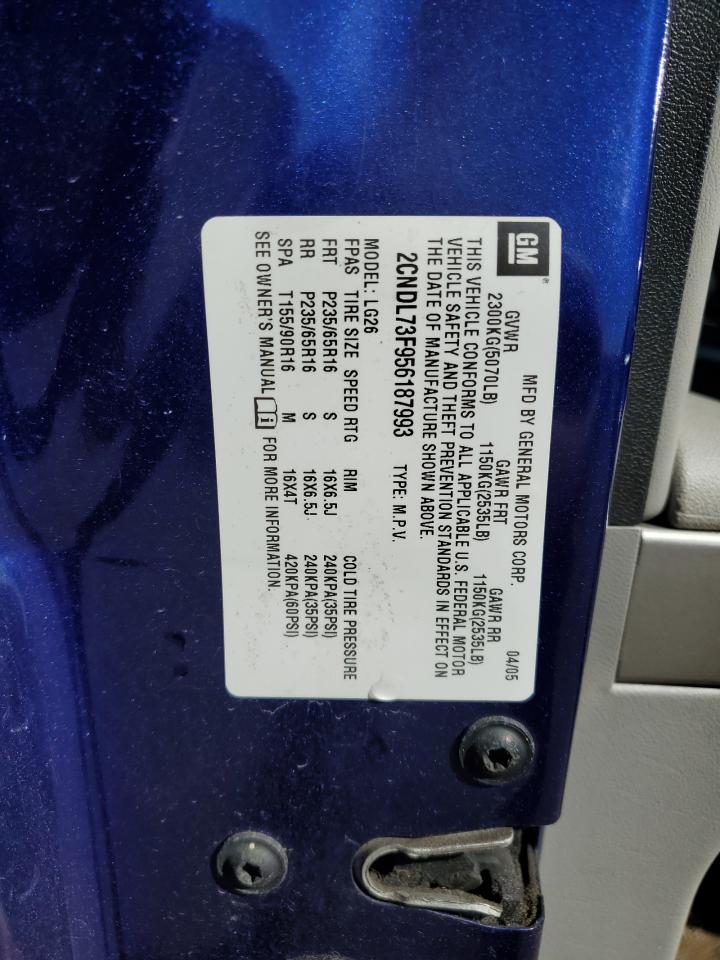 GM
MFD BY GENERAL MOTORS CORP. 04/05
GVWR GAWR FRT GAWR RR
2300KG(5070LB) 1150KG(2535LB) 1150KG(2535LB)
THIS VEHICLE CONFORMS TO ALL APPLICABLE U.S. FEDERAL MOTOR
VEHICLE SAFETY AND THEFT PREVENTION STANDARDS IN EFFECT ON
THE DATE OF MANUFACTURE SHOWN ABOVE.
2CNDL73F956187993 TYPE: M.P.V.
MODEL: LG26
FPAS TIRE SIZE SPEED RTG RIM COLD TIRE PRESSURE
FRT P235/65R16 S 16X6.5J 240KPA(35PSI)
RR P235/65R16 S 16X6.5J 240KPA(35PSI)
SPA T155/90R16 M 16X4T 420KPA(60PSI)
SEE OWNER'S MANUAL i FOR MORE INFORMATION.